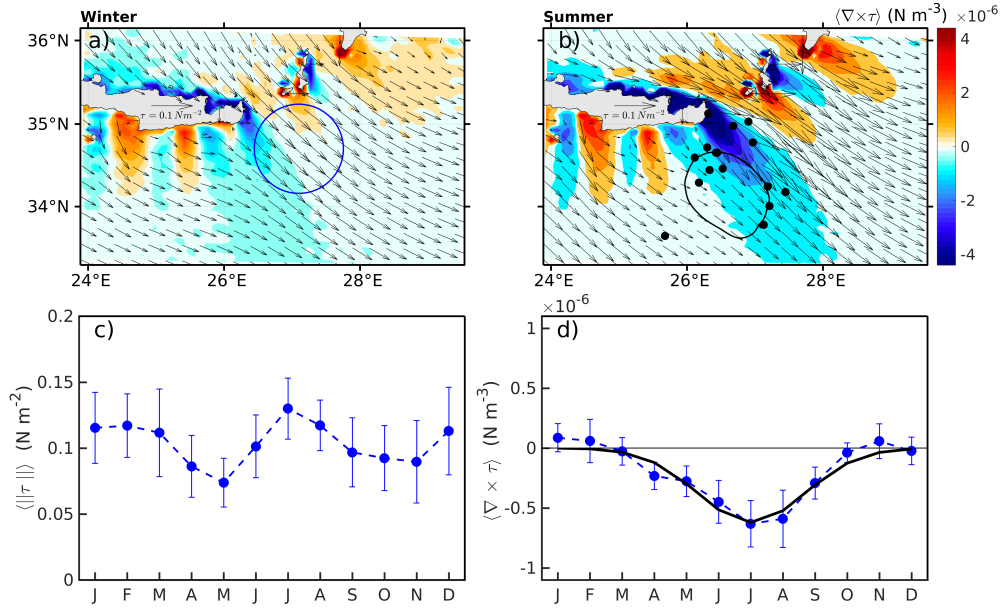 Winter
Summer
⟨∇×τ⟩ (N m-3) ×10-6
a)
b)
36°N
35°N
34°N
τ = 0.1 Nm−2
τ = 0.1 Nm−2
24°E
26°E
28°E
24°E
26°E
28°E
4
2
0
-2
-4
c)
0.2
0.15
0.1
0.05
0
⟨||τ||⟩ (N m-2)
J F M A M J J A S O N D
×10-6
d)
1
0.5
0
-0.5
-1
⟨∇ × τ⟩ (N m-3)
J F M A M J J A S O N D